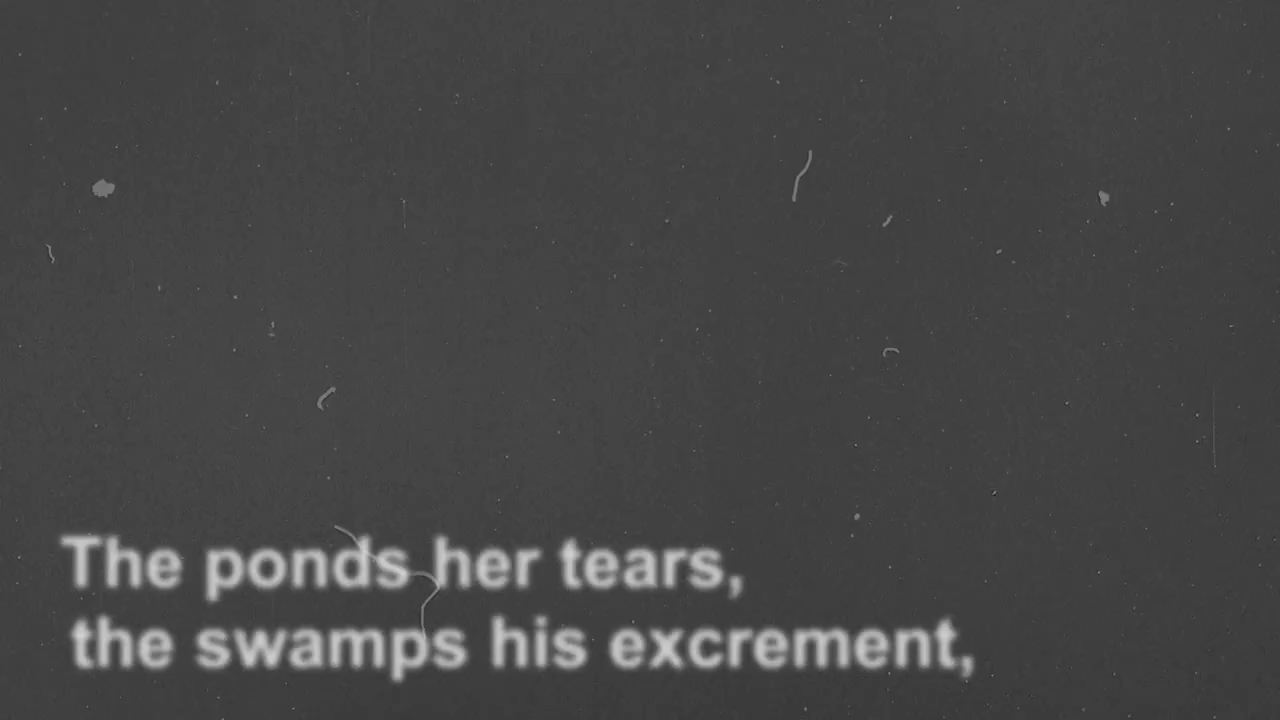 The ponds her tears,
the swamps his excrement,